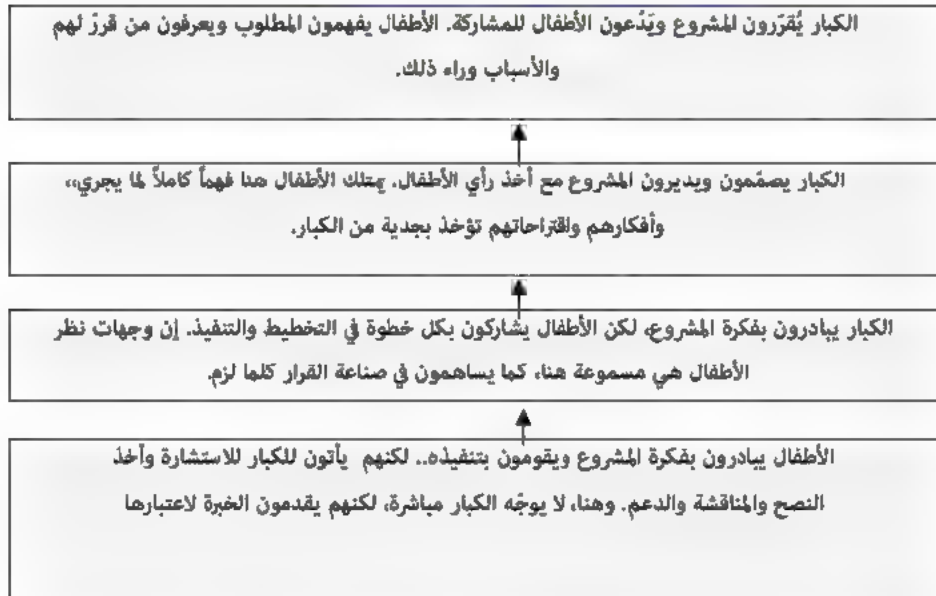 الكبار يُقرّرون المشروع ويَدْعون الأطفال للمشاركة. الأطفال يفهمون المطلوب ويعرفون من قررّ لهم
والأسباب وراء ذلك.
الكبار يصمّمون ويديرون المشروع مع أخذ رأي الأطفال. يمتلك الأطفال هنا فهماً كاملاً لما يجري،،
وأفكارهم واقتراحاتهم تؤخذ بجدية من الكبار.
الكبار يبادرون بفكرة المشروع، لكن الأطفال يشاركون بكل خطوة في التخطيط والتنفيذ. إن وجهات نظر
الأطفال هي مسموعة هنا، كما يساهمون في صناعة القرار كلما لزم.
الأطفال يبادرون بفكرة المشروع ويقومون بتنفيذه.. لكنهم يأتون للكبار للاستشارة وأخذ
النصح والمناقشة والدعم. وهنا، لا يوجّه الكبار مباشرة، لكنهم يقدمون الخبرة لاعتبارها